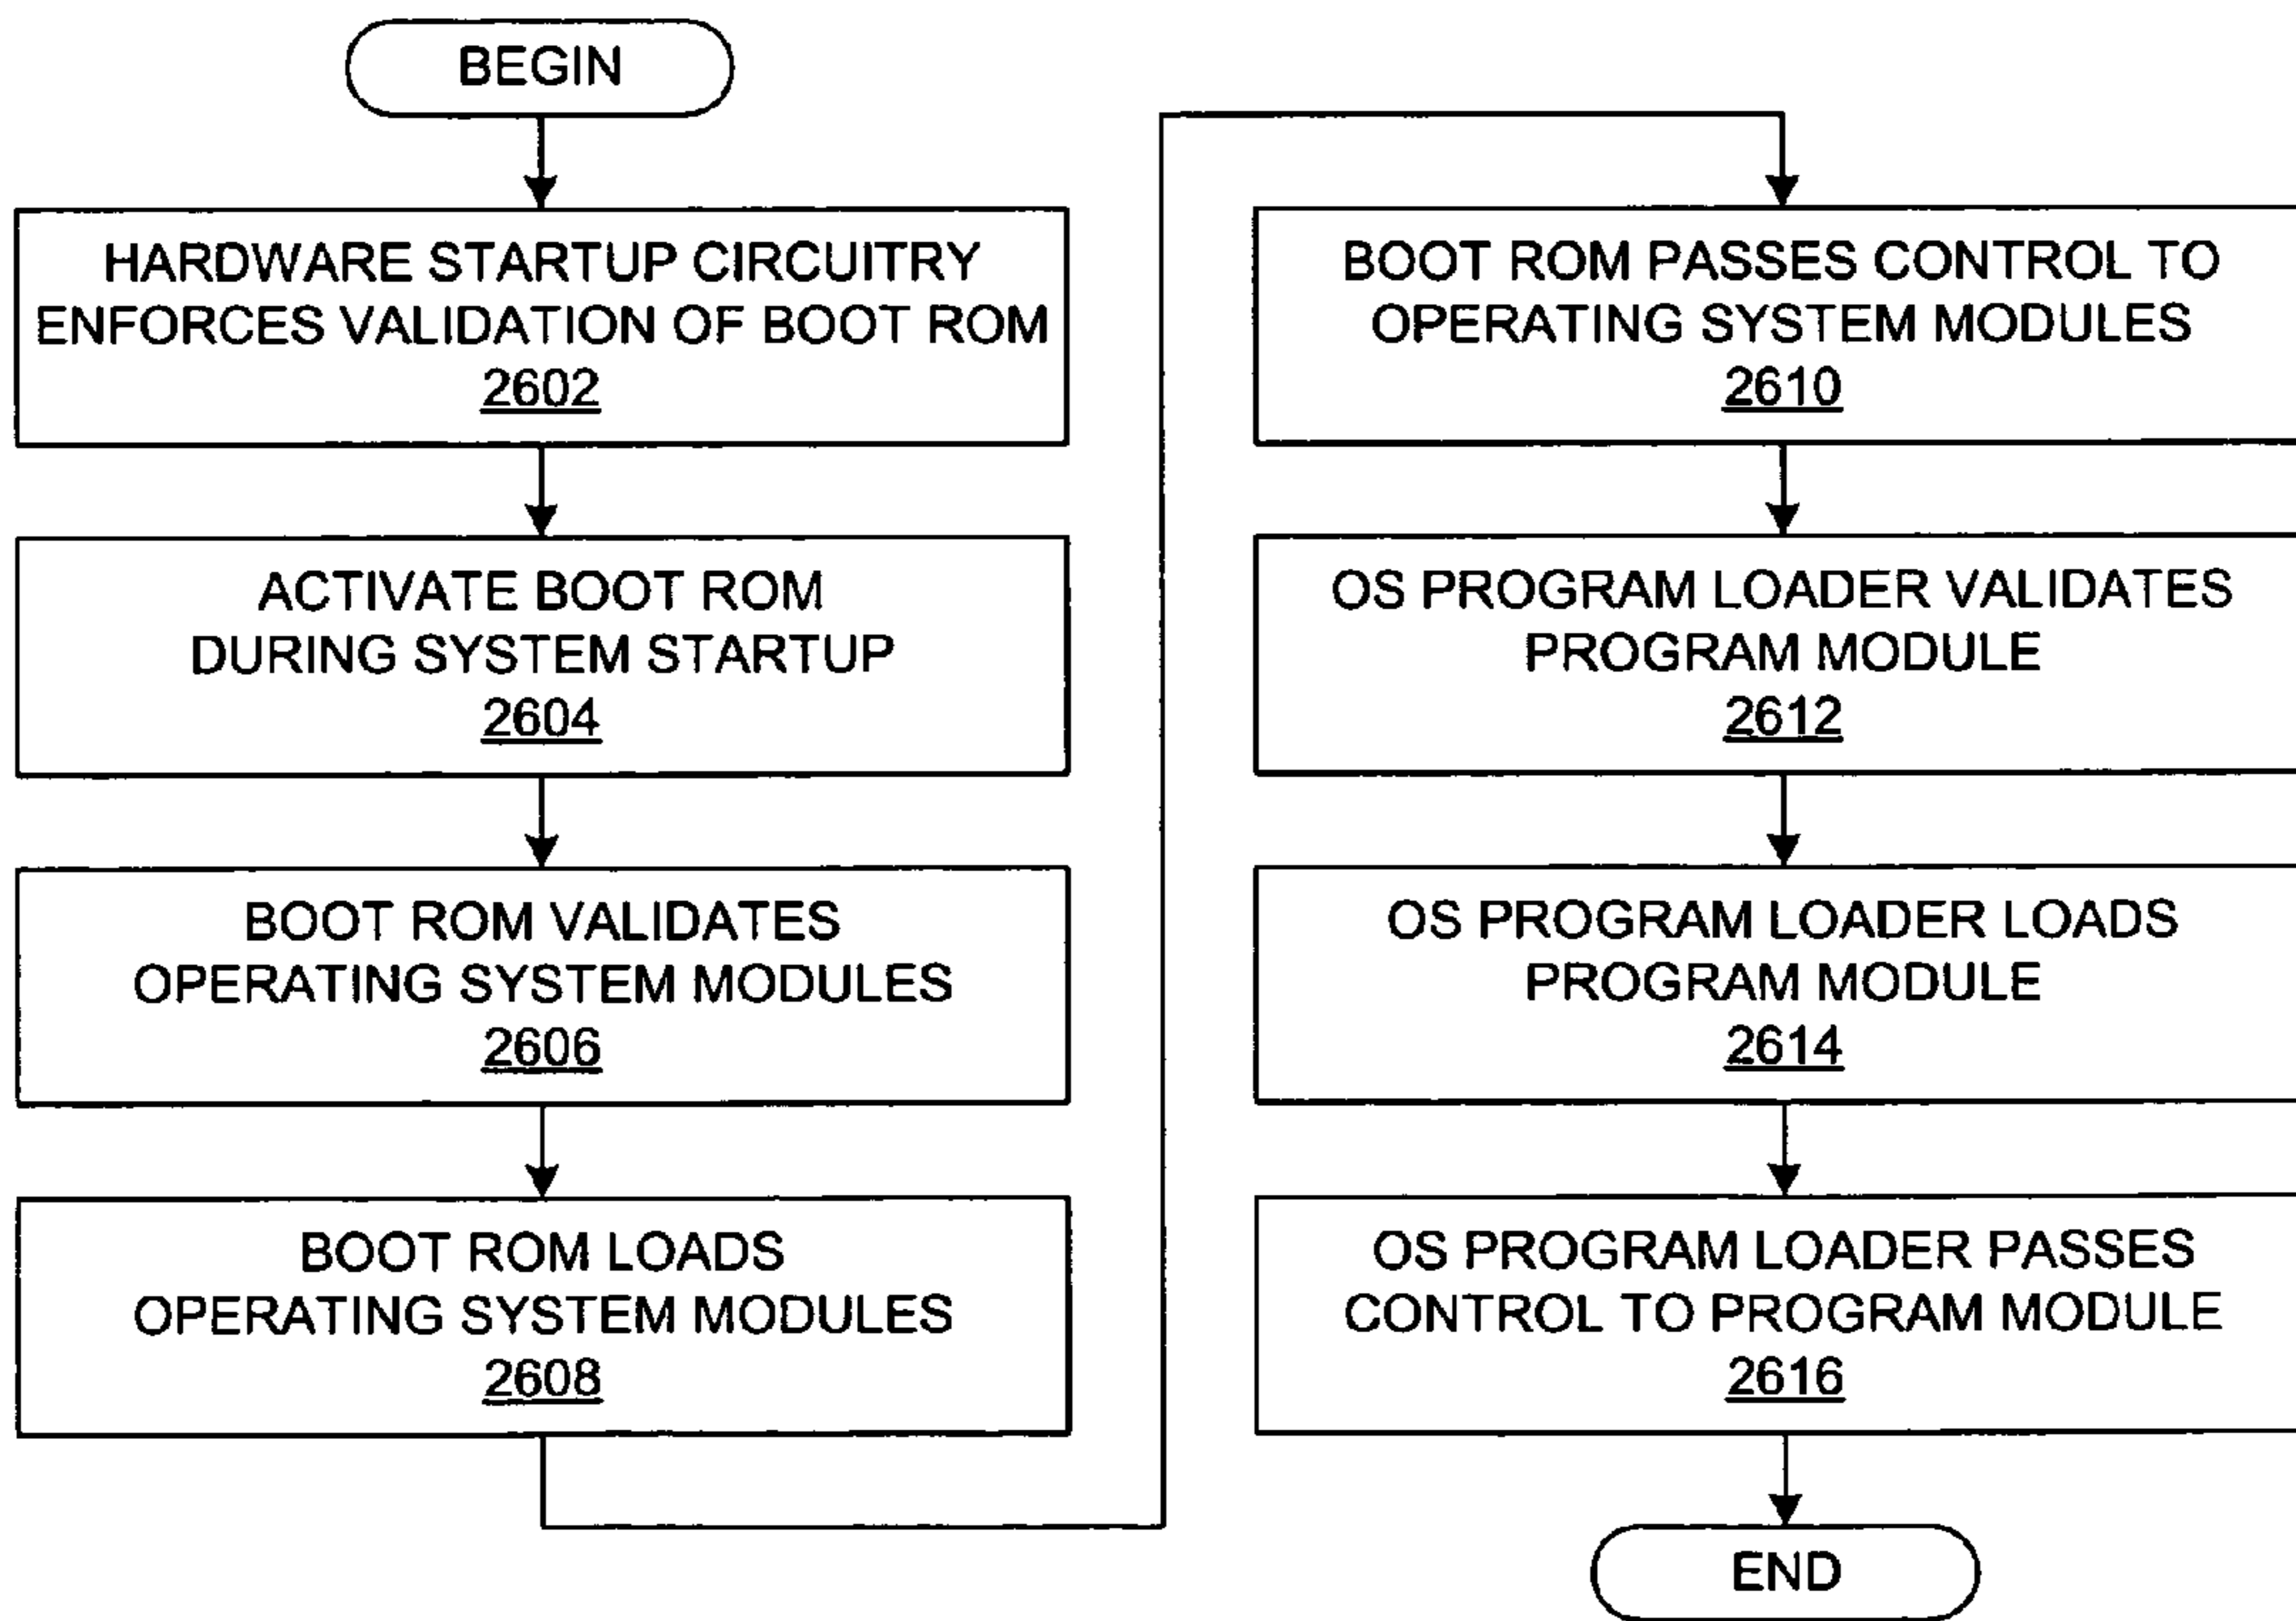 BEGIN
HARDWARE STARTUP CIRCUITRY
ENFORCES VALIDATION OF BOOT ROM
2602
ACTIVATE BOOT ROM
DURING SYSTEM STARTUP
2604
BOOT ROM VALIDATES
OPERATING SYSTEM MODULES
2606
BOOT ROM LOADS
OPERATING SYSTEM MODULES
2608
BOOT ROM PASSES CONTROL TO
OPERATING SYSTEM MODULES
2610
OS PROGRAM LOADER VALIDATES
PROGRAM MODULE
2612
OS PROGRAM LOADER LOADS
PROGRAM MODULE
2614
OS PROGRAM LOADER PASSES
CONTROL TO PROGRAM MODULE
2616
END